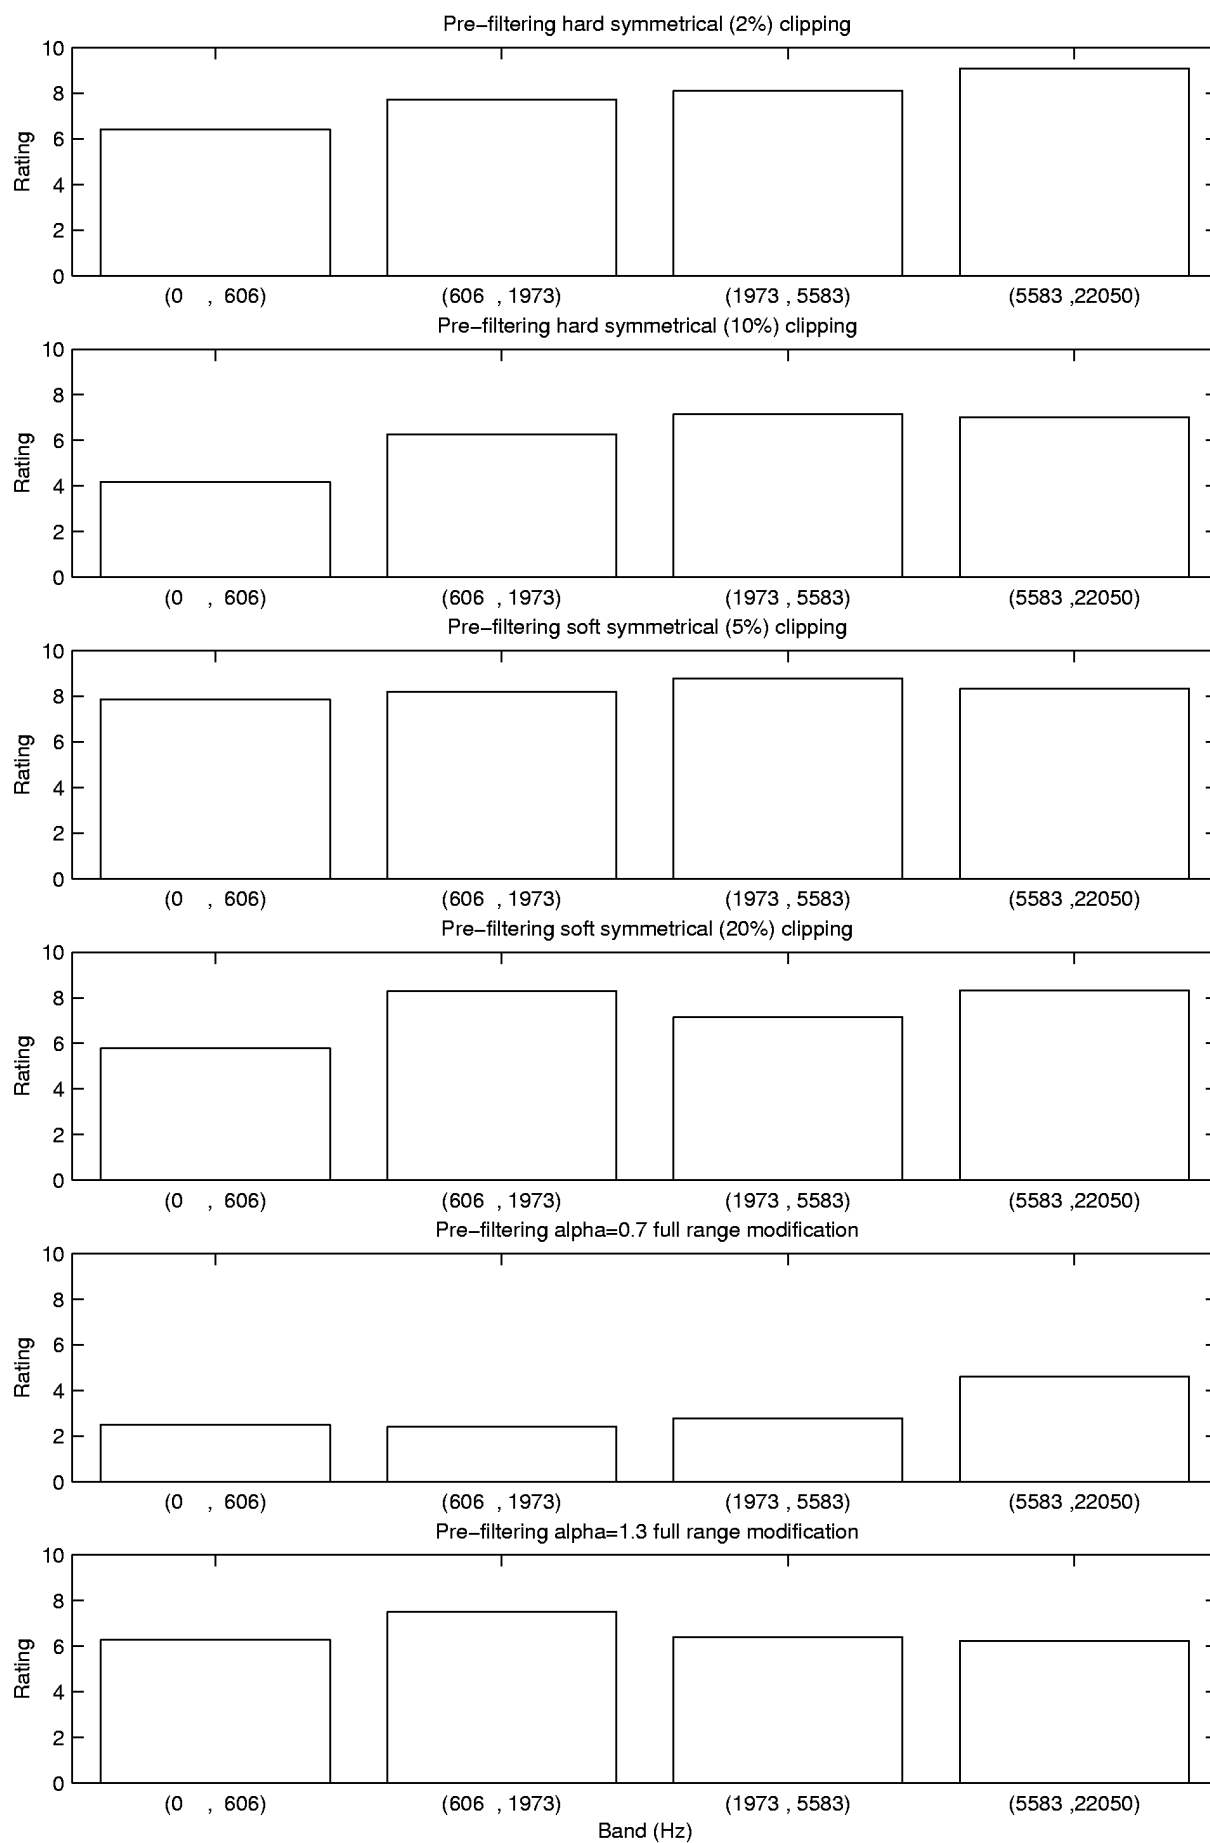 Pre−filtering hard symmetrical (2%) clipping
10
8
6
4
2
0
Rating
(0 , 606) (606 , 1973) (1973 , 5583) (5583 ,22050)
Pre−filtering hard symmetrical (10%) clipping
10
8
6
4
2
0
Rating
(0 , 606) (606 , 1973) (1973 , 5583) (5583 ,22050)
Pre−filtering soft symmetrical (5%) clipping
10
8
6
4
2
0
Rating
(0 , 606) (606 , 1973) (1973 , 5583) (5583 ,22050)
Pre−filtering soft symmetrical (20%) clipping
10
8
6
4
2
0
Rating
(0 , 606) (606 , 1973) (1973 , 5583) (5583 ,22050)
Pre−filtering alpha=0.7 full range modification
10
8
6
4
2
0
Rating
(0 , 606) (606 , 1973) (1973 , 5583) (5583 ,22050)
Pre−filtering alpha=1.3 full range modification
10
8
6
4
2
0
Rating
(0 , 606) (606 , 1973) (1973 , 5583) (5583 ,22050)
Band (Hz)